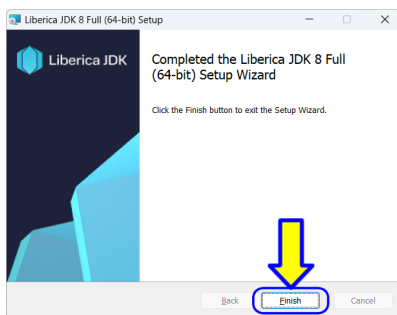 Liberica JDK 8 Full (64-bit) Setup
Liberica JDK
Completed the Liberica JDK 8 Full
(64-bit) Setup Wizard
Click the Finish button to exit the Setup Wizard.
Back
Finish
Cancel